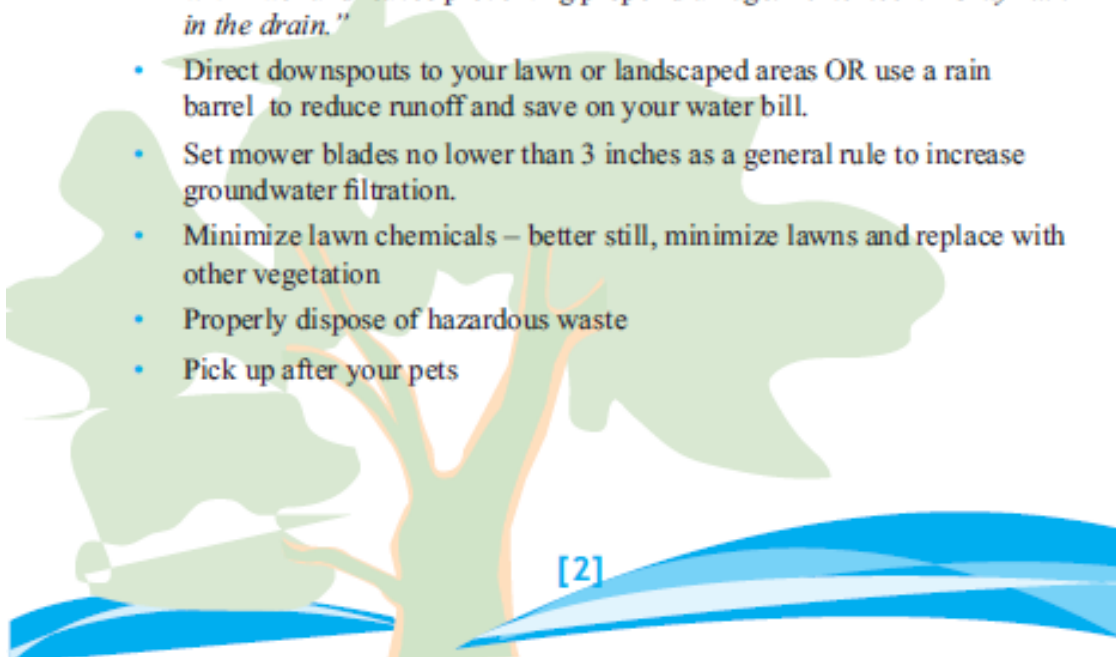 in the drain."
• Direct downspouts to your lawn or landscaped areas OR use a rain
barrel to reduce runoff and save on your water bill.
• Set mower blades no lower than 3 inches as a general rule to increase
groundwater filtration.
• Minimize lawn chemicals – better still, minimize lawns and replace with
other vegetation
• Properly dispose of hazardous waste
• Pick up after your pets
[2]